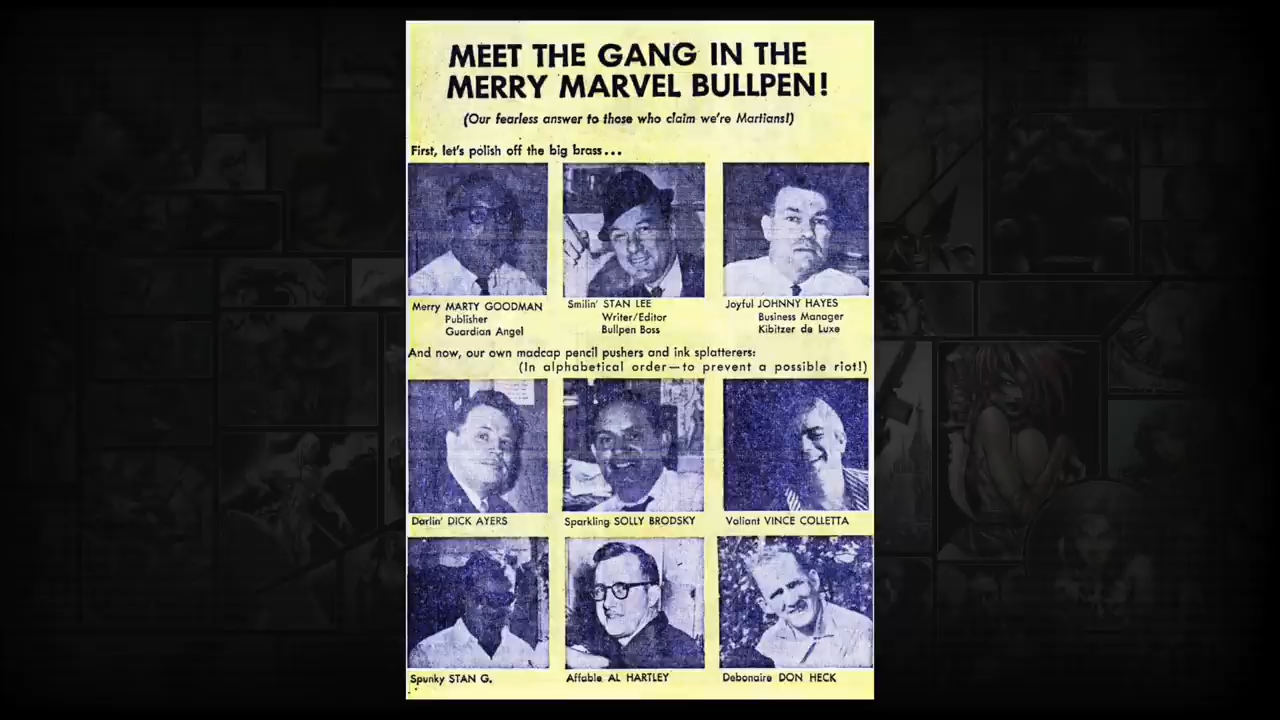 MEET THE GANG IN THE
MERRY MARVEL BULLPEN!
(Our fearless answer to those who claim we're Martians!)
First, let's polish off the big brass...
Merry MARTY GOODMAN
Publisher
Guardian Angel
Smilin' STAN LEE
Writer/Editor
Bullpen Boss
Joyful JOHNNY HAYES
Business Manager
Kibitzer de Luxe
And now, our own madcap pencil pushers and ink splatterers:
(In alphabetical order—to prevent a possible riot!)
Darlin' DICK AYERS
Sparkling SOLLY BRODSKY
Valiant VINCE COLLETTA
Spunky STAN G.
Affable AL HARTLEY
Debonaire DON HECK